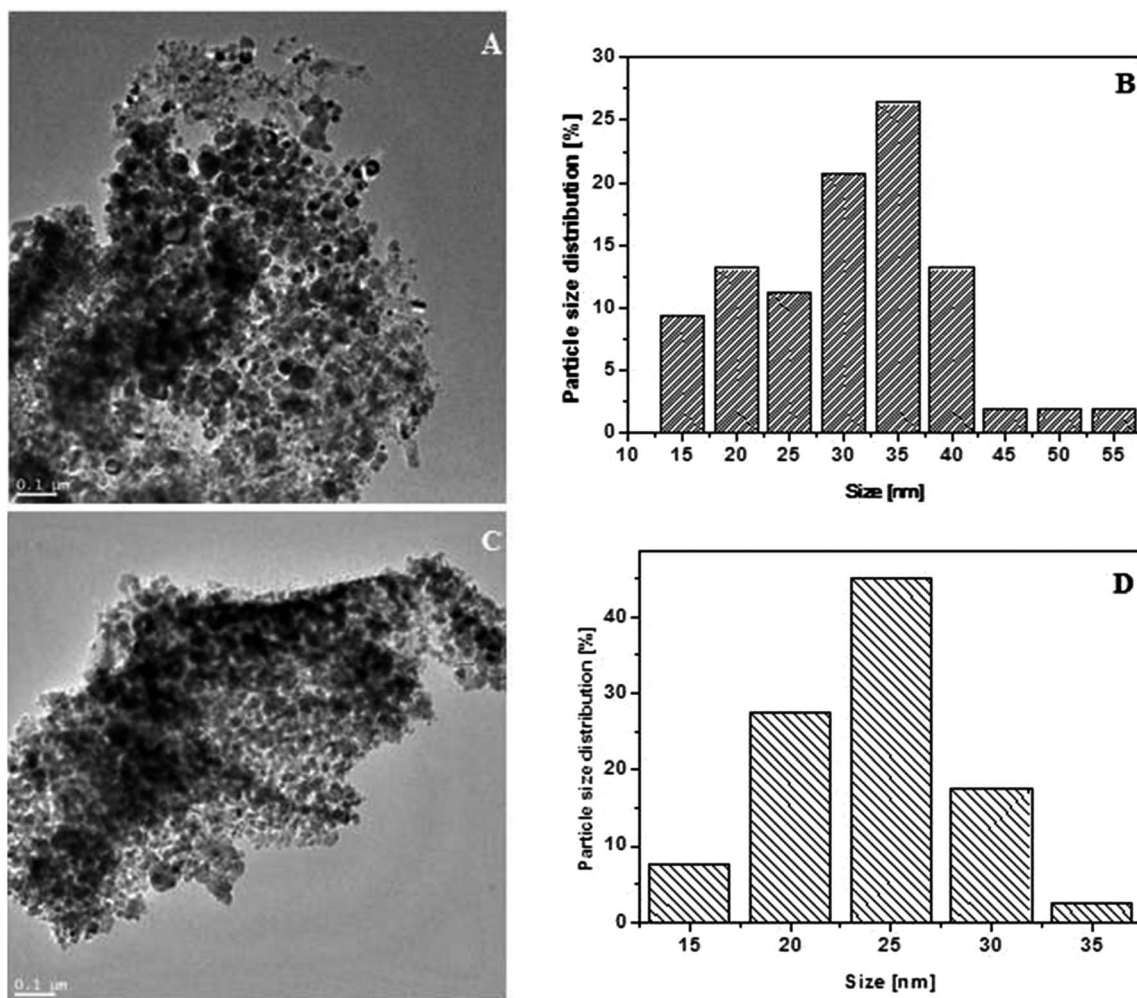 A
0.1 µm
B
Particle size distribution [%]
30
25
20
15
10
5
0
10 15 20 25 30 35 40 45 50 55
Size [nm]
C
0.1 µm
D
Particle size distribution [%]
40
30
20
10
0
15 20 25 30 35
Size [nm]